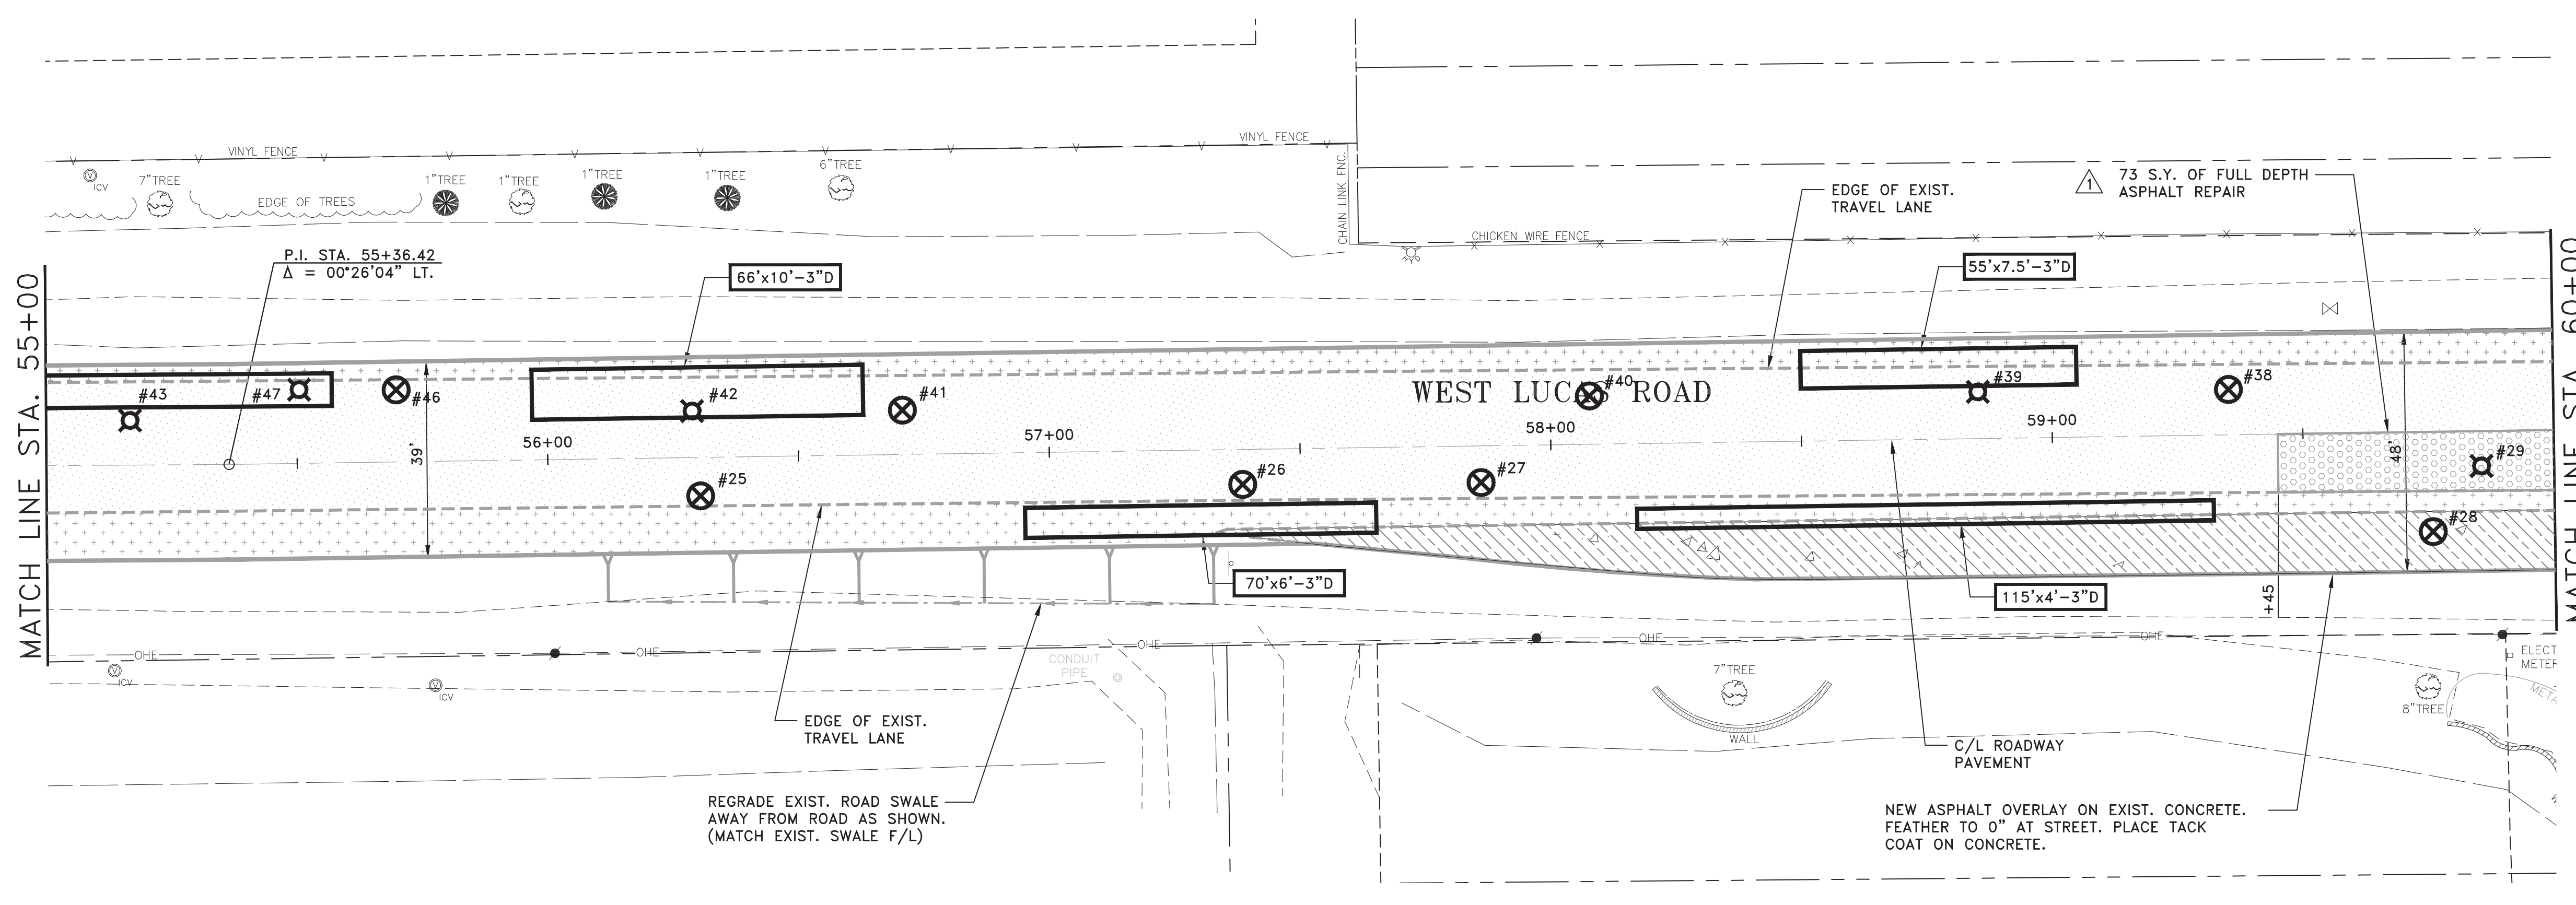 VINYL FENCE
VINYL FENCE
ICV
7"TREE
EDGE OF TREES
1"TREE
1"TREE
1"TREE
1"TREE
6"TREE
CHAIN LINK FNC.
CHICKEN WIRE FENCE
EDGE OF EXIST.
TRAVEL LANE
1
73 S.Y. OF FULL DEPTH
ASPHALT REPAIR
P.I. STA. 55+36.42
Δ = 00°26'04" LT.
66'x10'-3"D
55'x7.5'-3"D
MATCH LINE STA. 55+00
MATCH LINE STA. 60+00
#43
#47
#46
#42
#41
WEST LUCAS ROAD
#40
#39
#38
39'
56+00
57+00
58+00
59+00
48'
#29
#25
#26
#27
#28
70'x6'-3"D
115'x4'-3"D
+45
OHE
OHE
OHE
OHE
OHE
ICV
ICV
CONDUIT
PIPE
P
7"TREE
WALL
8"TREE
ELECT
METER
META
EDGE OF EXIST.
TRAVEL LANE
C/L ROADWAY
PAVEMENT
REGRADE EXIST. ROAD SWALE
AWAY FROM ROAD AS SHOWN.
(MATCH EXIST. SWALE F/L)
NEW ASPHALT OVERLAY ON EXIST. CONCRETE.
FEATHER TO 0" AT STREET. PLACE TACK
COAT ON CONCRETE.